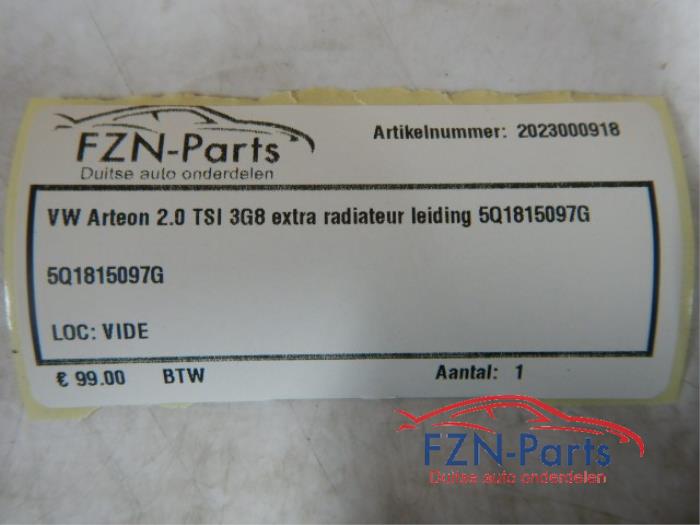 FZN-Parts
Duitse auto onderdelen
Artikelnummer: 2023000918
VW Arteon 2.0 TSI 3G8 extra radiateur leiding 5Q1815097G
5Q1815097G
LOC: VIDE
€ 99.00 BTW Aantal: 1
FZN-Parts
Duitse auto onderdelen